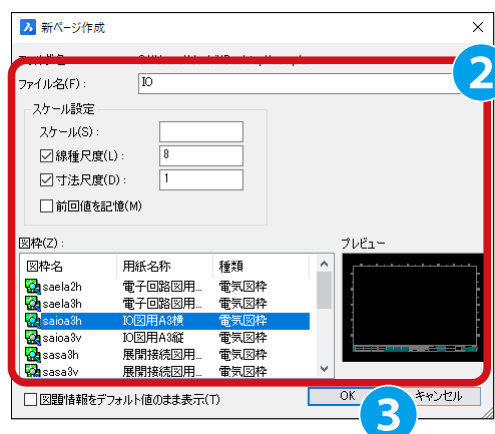 新ページ作成
ファイル名(F) :
IO
2
スケール設定
スケール(S) :
線種尺度(L) :
8
寸法尺度(D) :
1
前回値を記憶(M)
図枠(Z) :
プレビュー
図枠名 用紙名称 種類
saela2h 電子回路図用... 電気図枠
saela3h 電子回路図用... 電気図枠
saioa3h IO図用A3横 電気図枠
saioa3v IO図用A3縦 電気図枠
sasa3h 展開接続図用... 電気図枠
sasa3v 展開接続図用... 電気図枠
図題情報をデフォルト値のまま表示(T)
OK
キャンセル
3